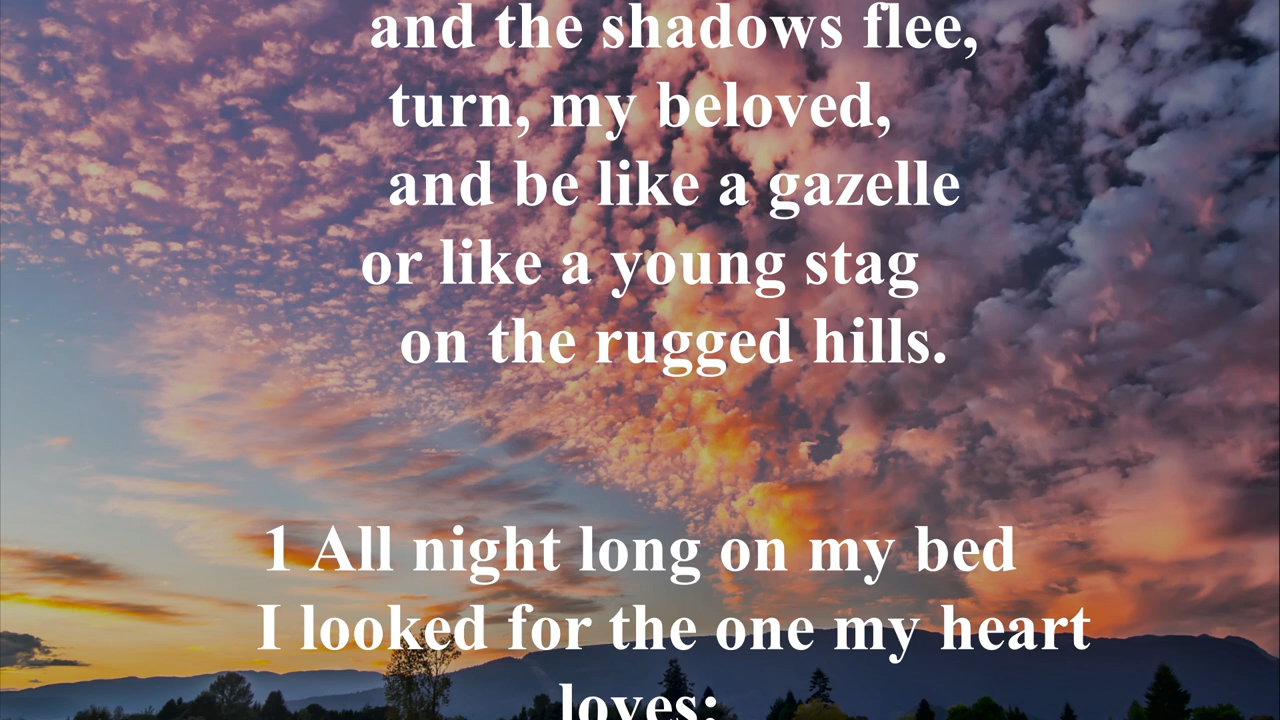 and the shadows flee,
turn, my beloved,
and be like a gazelle
or like a young stag
on the rugged hills.
1 All night long on my bed
I looked for the one my heart
loves;